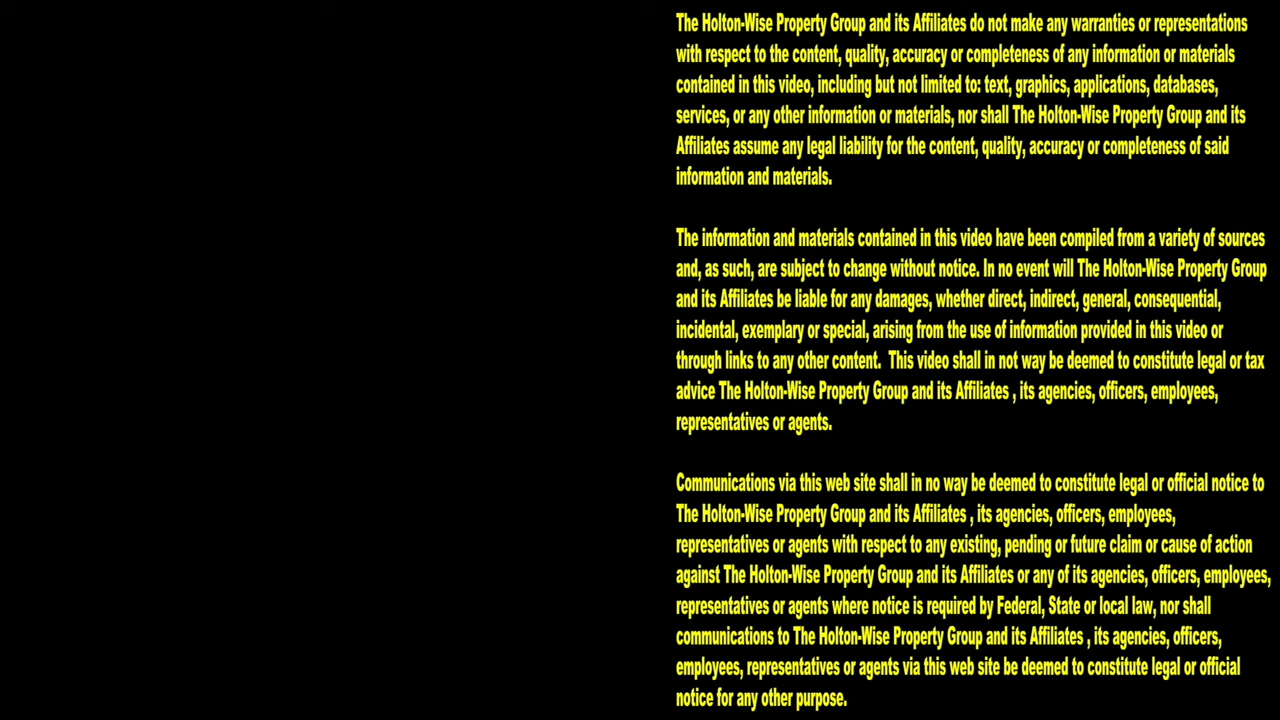 The Holton-Wise Property Group and its Affiliates do not make any warranties or representations
with respect to the content, quality, accuracy or completeness of any information or materials
contained in this video, including but not limited to: text, graphics, applications, databases,
services, or any other information or materials, nor shall The Holton-Wise Property Group and its
Affiliates assume any legal liability for the content, quality, accuracy or completeness of said
information and materials.
The information and materials contained in this video have been compiled from a variety of sources
and, as such, are subject to change without notice. In no event will The Holton-Wise Property Group
and its Affiliates be liable for any damages, whether direct, indirect, general, consequential,
incidental, exemplary or special, arising from the use of information provided in this video or
through links to any other content.  This video shall in not way be deemed to constitute legal or tax
advice The Holton-Wise Property Group and its Affiliates , its agencies, officers, employees,
representatives or agents.
Communications via this web site shall in no way be deemed to constitute legal or official notice to
The Holton-Wise Property Group and its Affiliates , its agencies, officers, employees,
representatives or agents with respect to any existing, pending or future claim or cause of action
against The Holton-Wise Property Group and its Affiliates or any of its agencies, officers, employees,
representatives or agents where notice is required by Federal, State or local law, nor shall
communications to The Holton-Wise Property Group and its Affiliates , its agencies, officers,
employees, representatives or agents via this web site be deemed to constitute legal or official
notice for any other purpose.